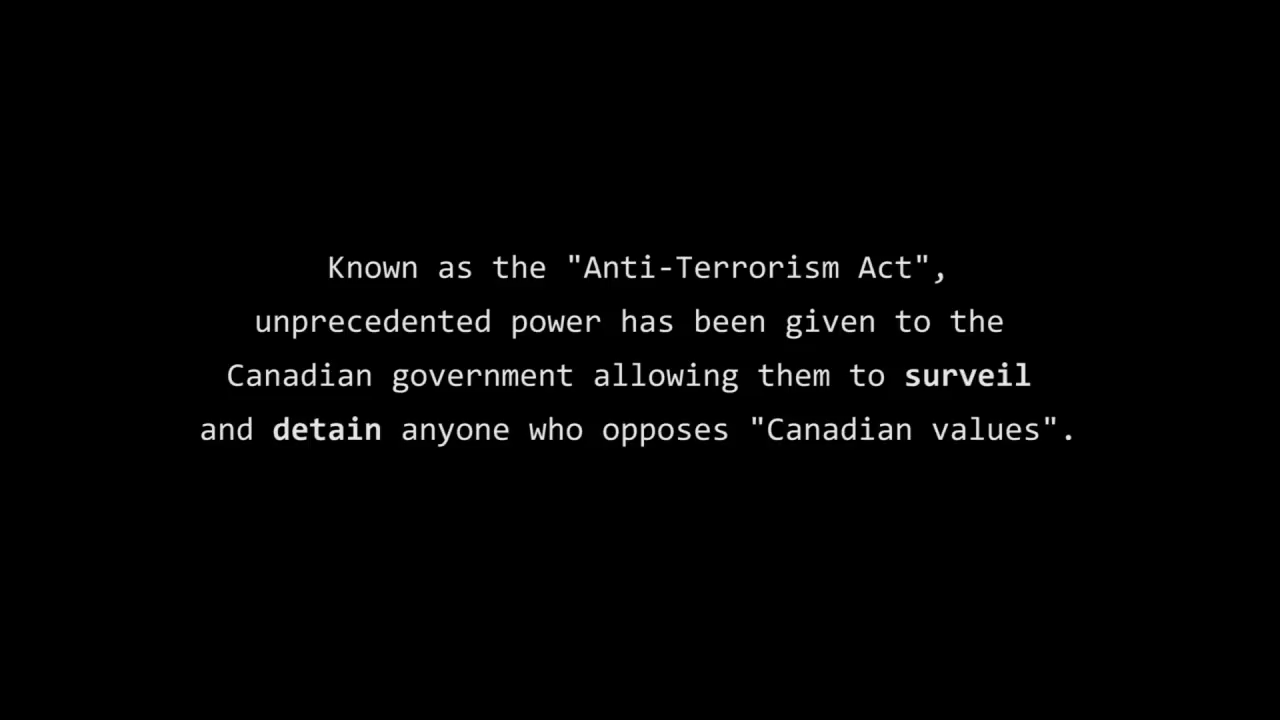 Known as the "Anti-Terrorism Act",
unprecedented power has been given to the
Canadian government allowing them to surveil
and detain anyone who opposes "Canadian values".